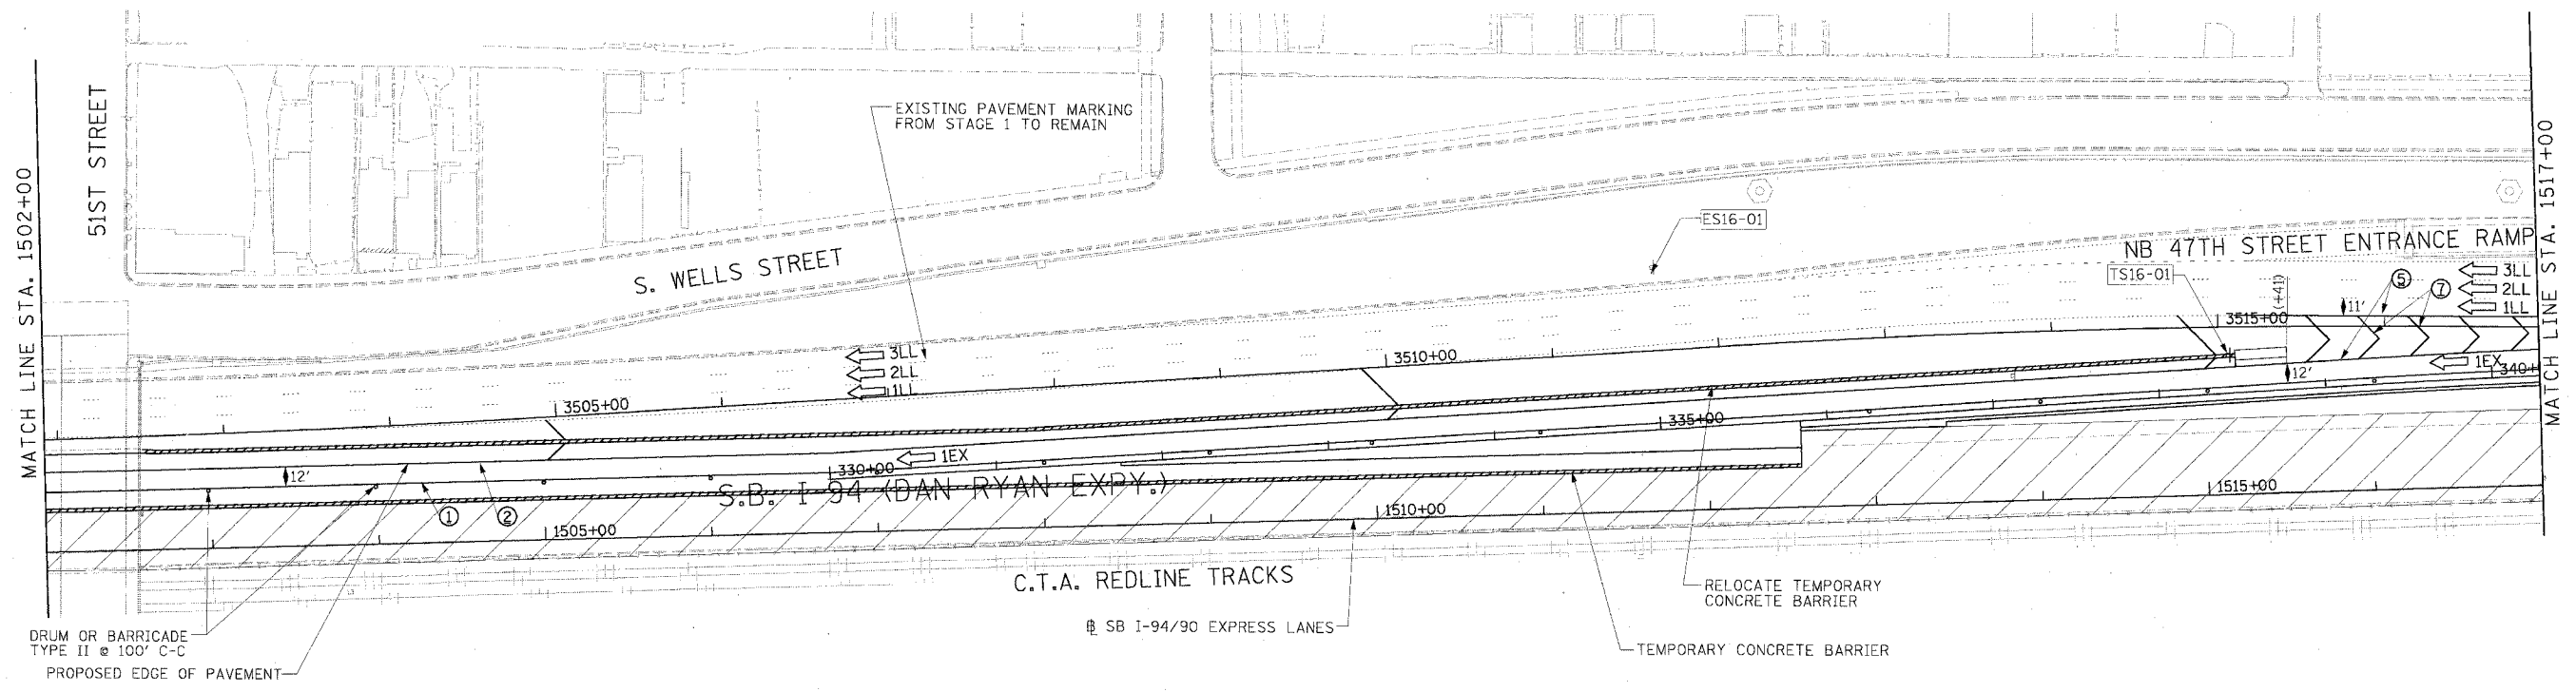 MATCH LINE STA. 1502+00
51ST STREET
EXISTING PAVEMENT MARKING
FROM STAGE 1 TO REMAIN
S. WELLS STREET
ES16-01
NB 47TH STREET ENTRANCE RAMP
TS16-01
(+41)
11'
⑤
⑦
3LL
2LL
1LL
MATCH LINE STA. 1517+00
3515+00
1EX
340+
12'
3LL
2LL
1LL
3510+00
3505+00
335+00
330+00
1EX
12'
S.B. I-94 (DAN RYAN EXPY.)
①
②
1505+00
1510+00
1515+00
C.T.A. REDLINE TRACKS
SB I-94/90 EXPRESS LANES
RELOCATE TEMPORARY
CONCRETE BARRIER
TEMPORARY CONCRETE BARRIER
DRUM OR BARRICADE
TYPE II @ 100' C-C
PROPOSED EDGE OF PAVEMENT